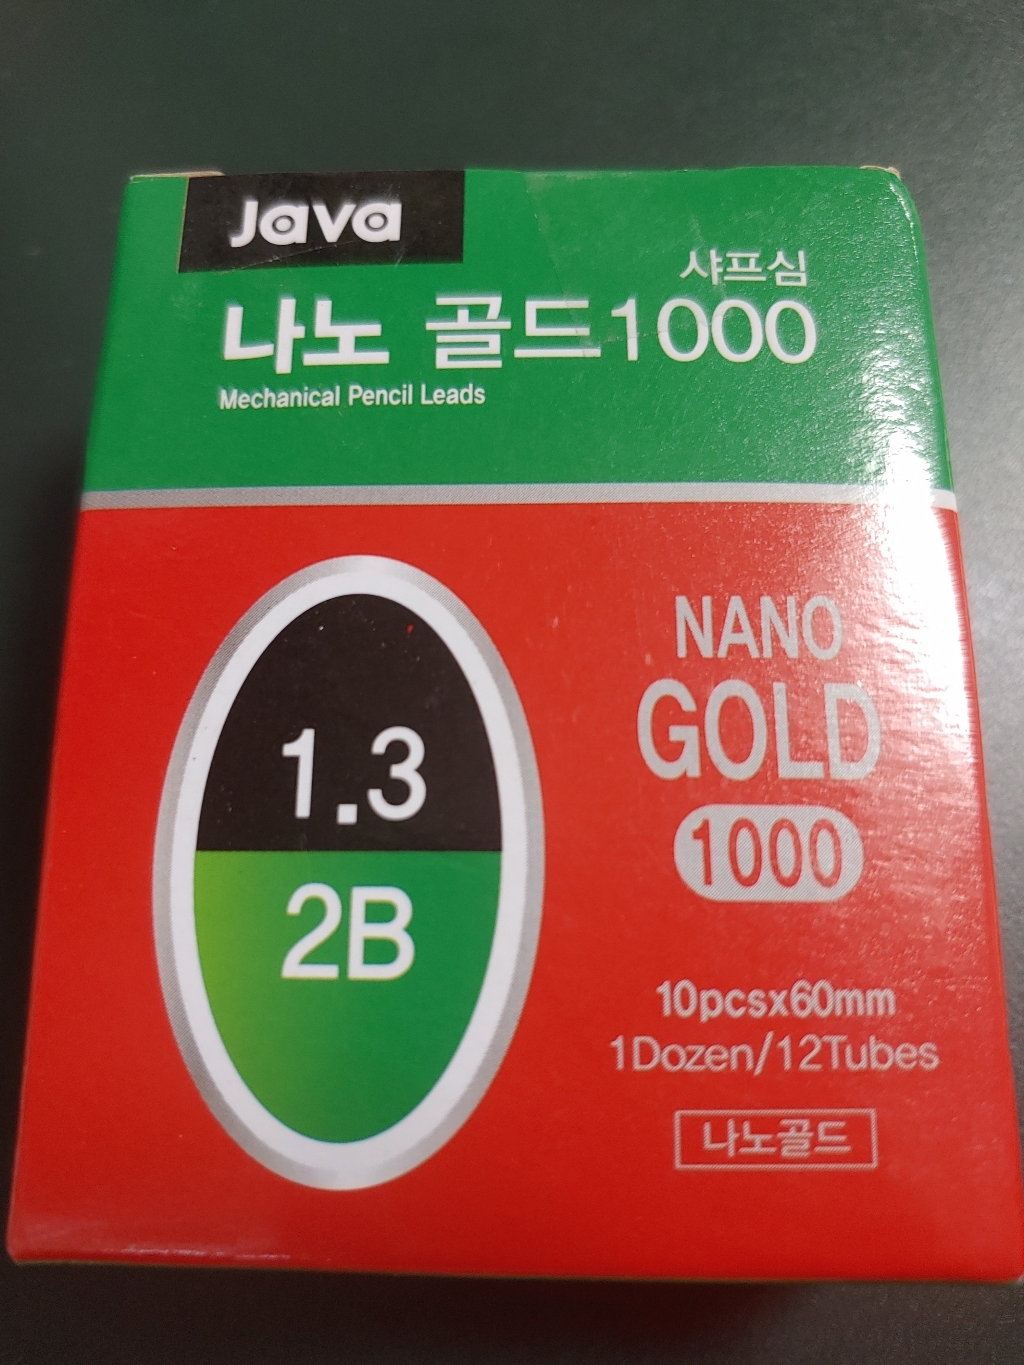 Java
샤프심
나노 골드1000
Mechanical Pencil Leads
1.3
2B
NANO
GOLD
1000
10pcsx60mm
1Dozen/12Tubes
나노골드